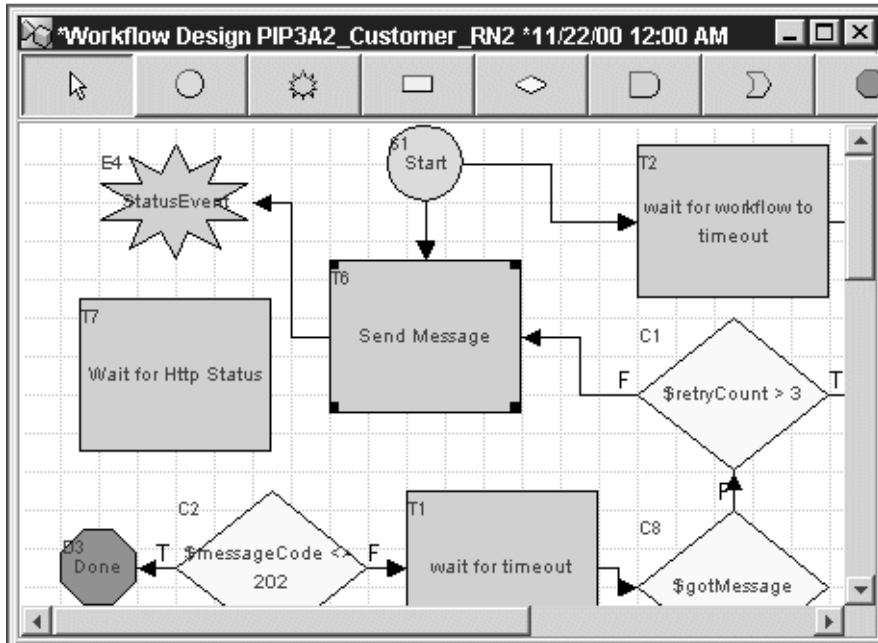 *Workflow Design PIP3A2_Customer_RN2 *11/22/00 12:00 AM
E4
StatusEvent
S1
Start
T2
wait for workflow to
timeout
T6
Send Message
T7
Wait for Http Status
C1
F
$retryCount > 3
T
C2
$messageCode <>
202
T
F
D3
Done
T1
wait for timeout
C8
$gotMessage